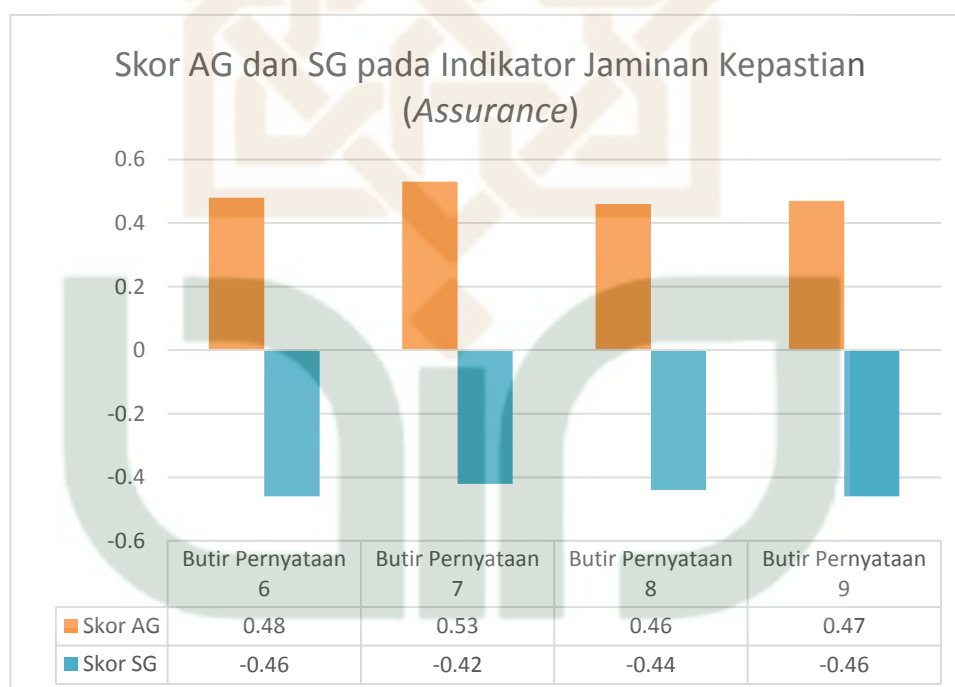 Skor AG dan SG pada Indikator Jaminan Kepastian
(Assurance)
0.6
0.4
0.2
0
-0.2
-0.4
-0.6
Butir Pernyataan 6 Butir Pernyataan 7 Butir Pernyataan 8 Butir Pernyataan 9
Skor AG 0.48 0.53 0.46 0.47
Skor SG -0.46 -0.42 -0.44 -0.46